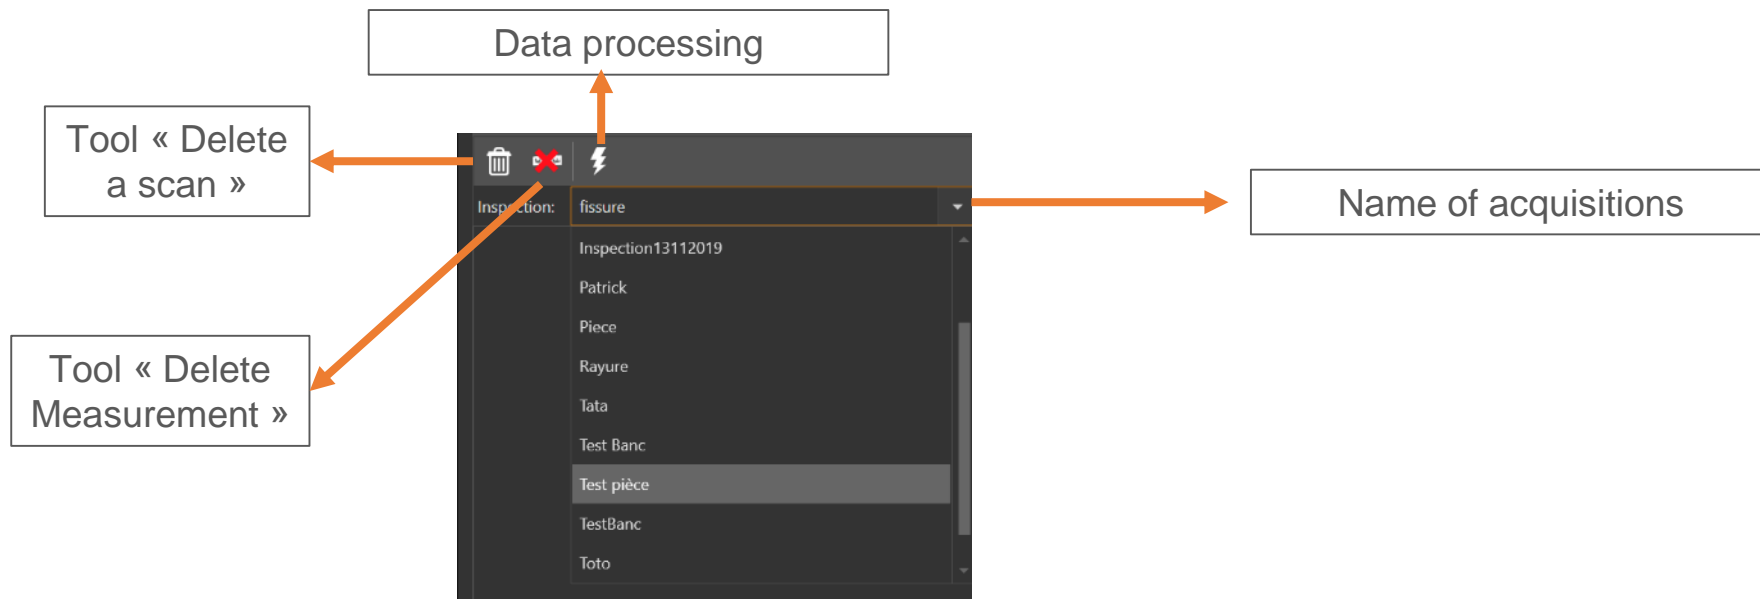 Data processing
Tool « Delete
a scan »
Inspection:
fissure
Name of acquisitions
Inspection13112019
Patrick
Piece
Rayure
Tata
Test Banc
Test pièce
TestBanc
Toto
Tool « Delete
Measurement »